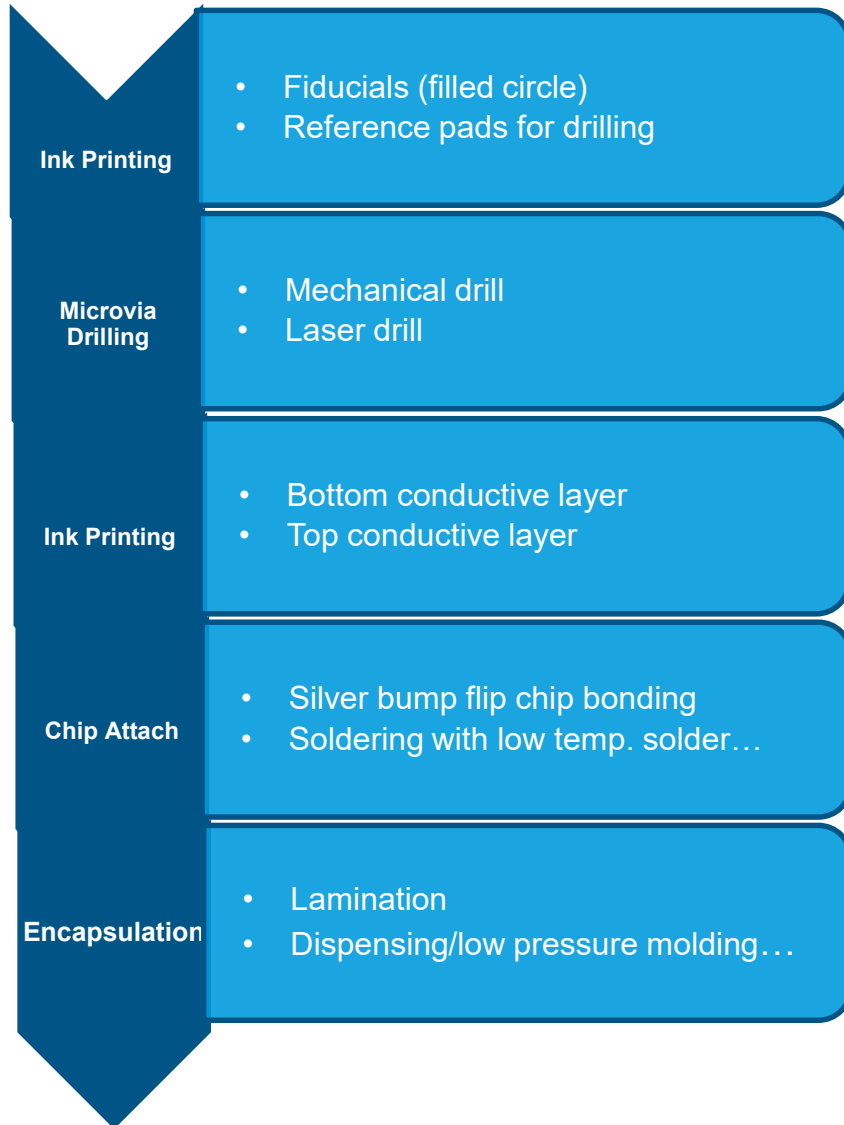 Ink Printing
• Fiducials (filled circle)
• Reference pads for drilling
Microvia
Drilling
• Mechanical drill
• Laser drill
Ink Printing
• Bottom conductive layer
• Top conductive layer
Chip Attach
• Silver bump flip chip bonding
• Soldering with low temp. solder…
Encapsulation
• Lamination
• Dispensing/low pressure molding…